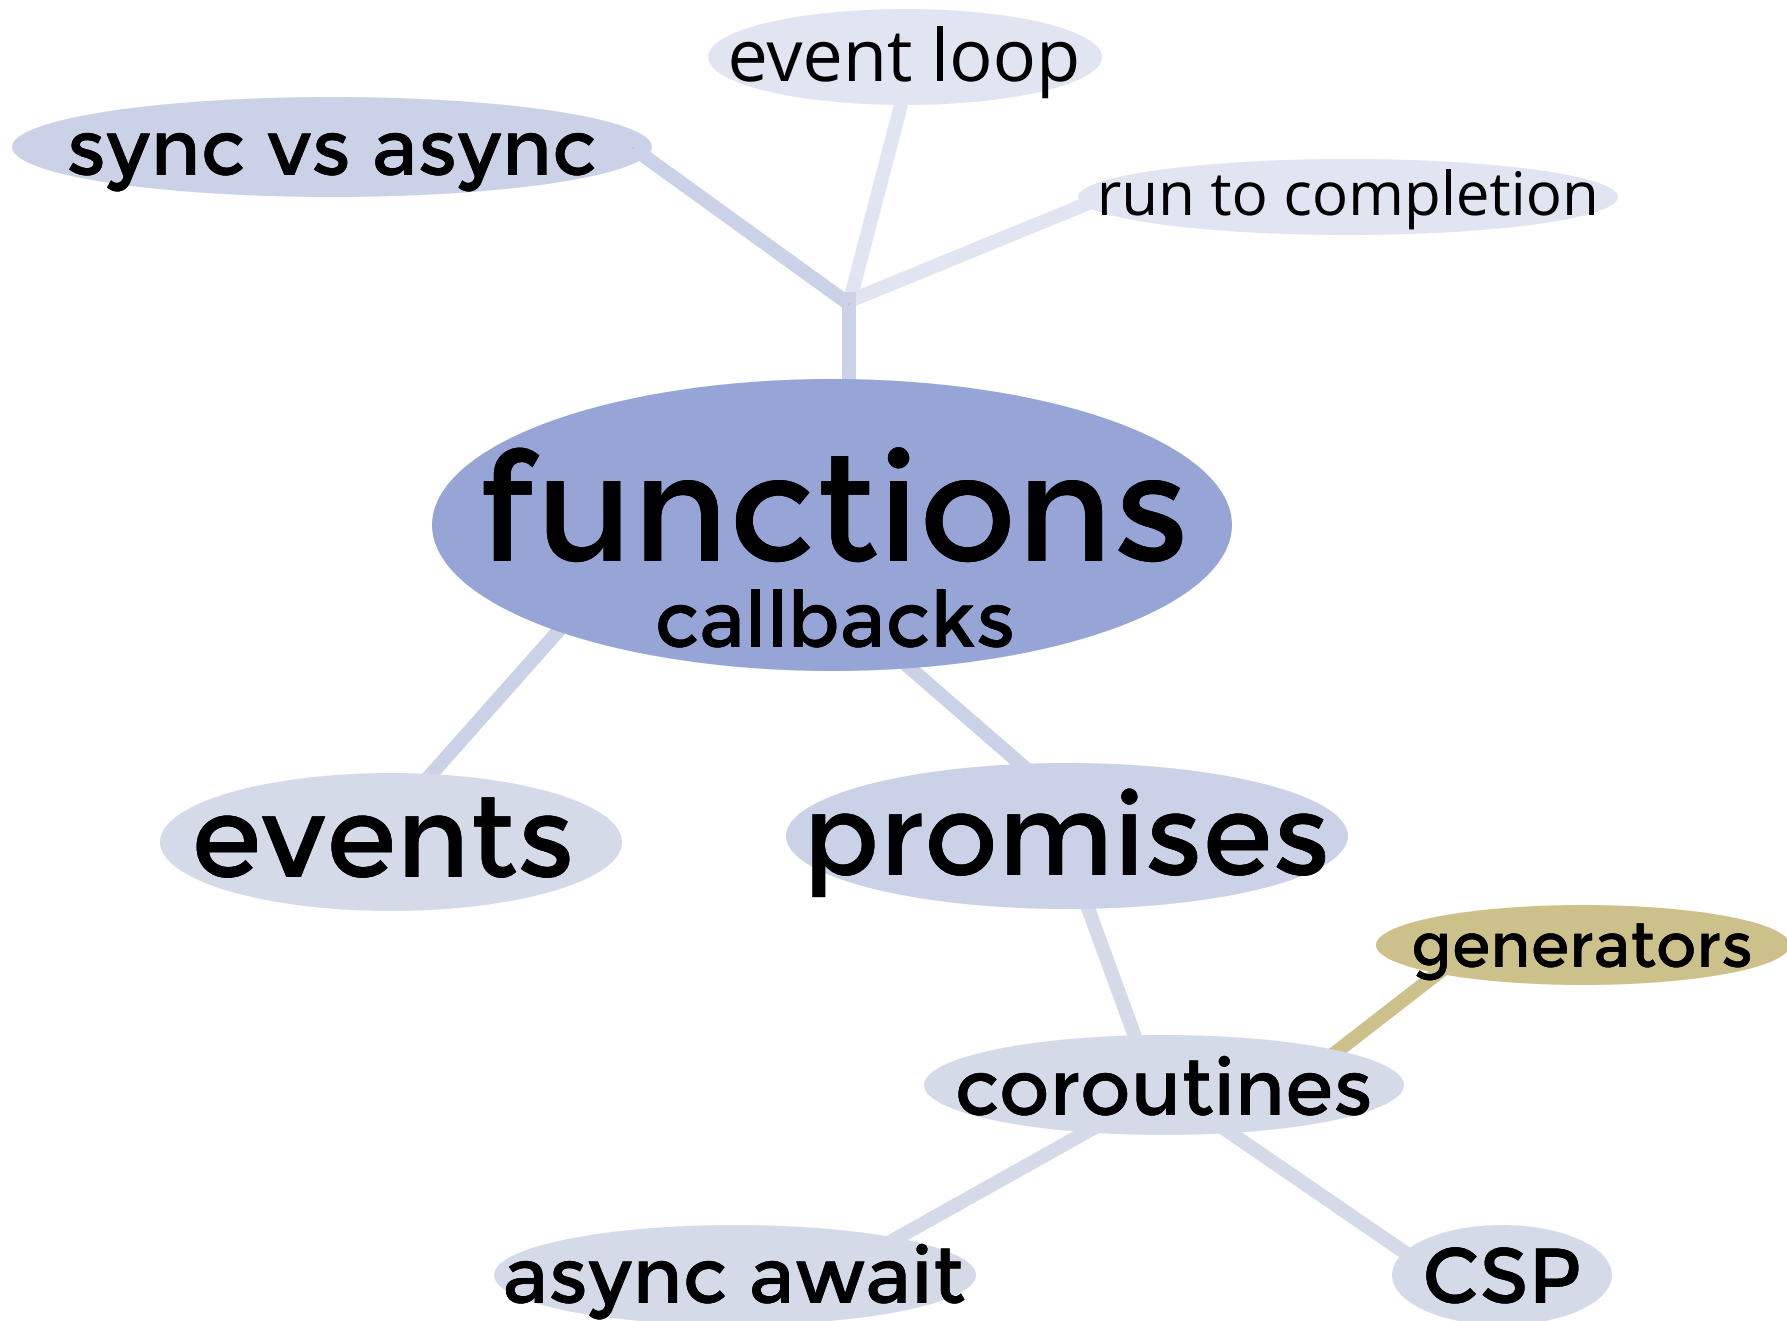 event loop
sync vs async
run to completion
functions
callbacks
events
promises
generators
coroutines
async await
CSP